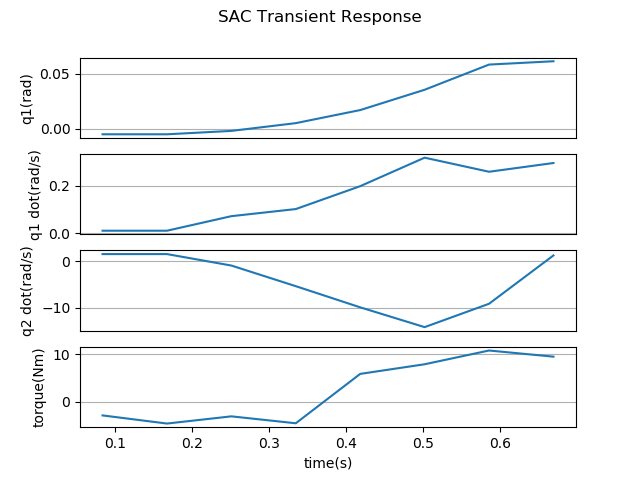 SAC Transient Response
0.05
0.00
q1(rad)
0.2
0.0
q1 dot(rad/s)
0
−10
q2 dot(rad/s)
10
0
torque(Nm)
0.1 0.2 0.3 0.4 0.5 0.6
time(s)